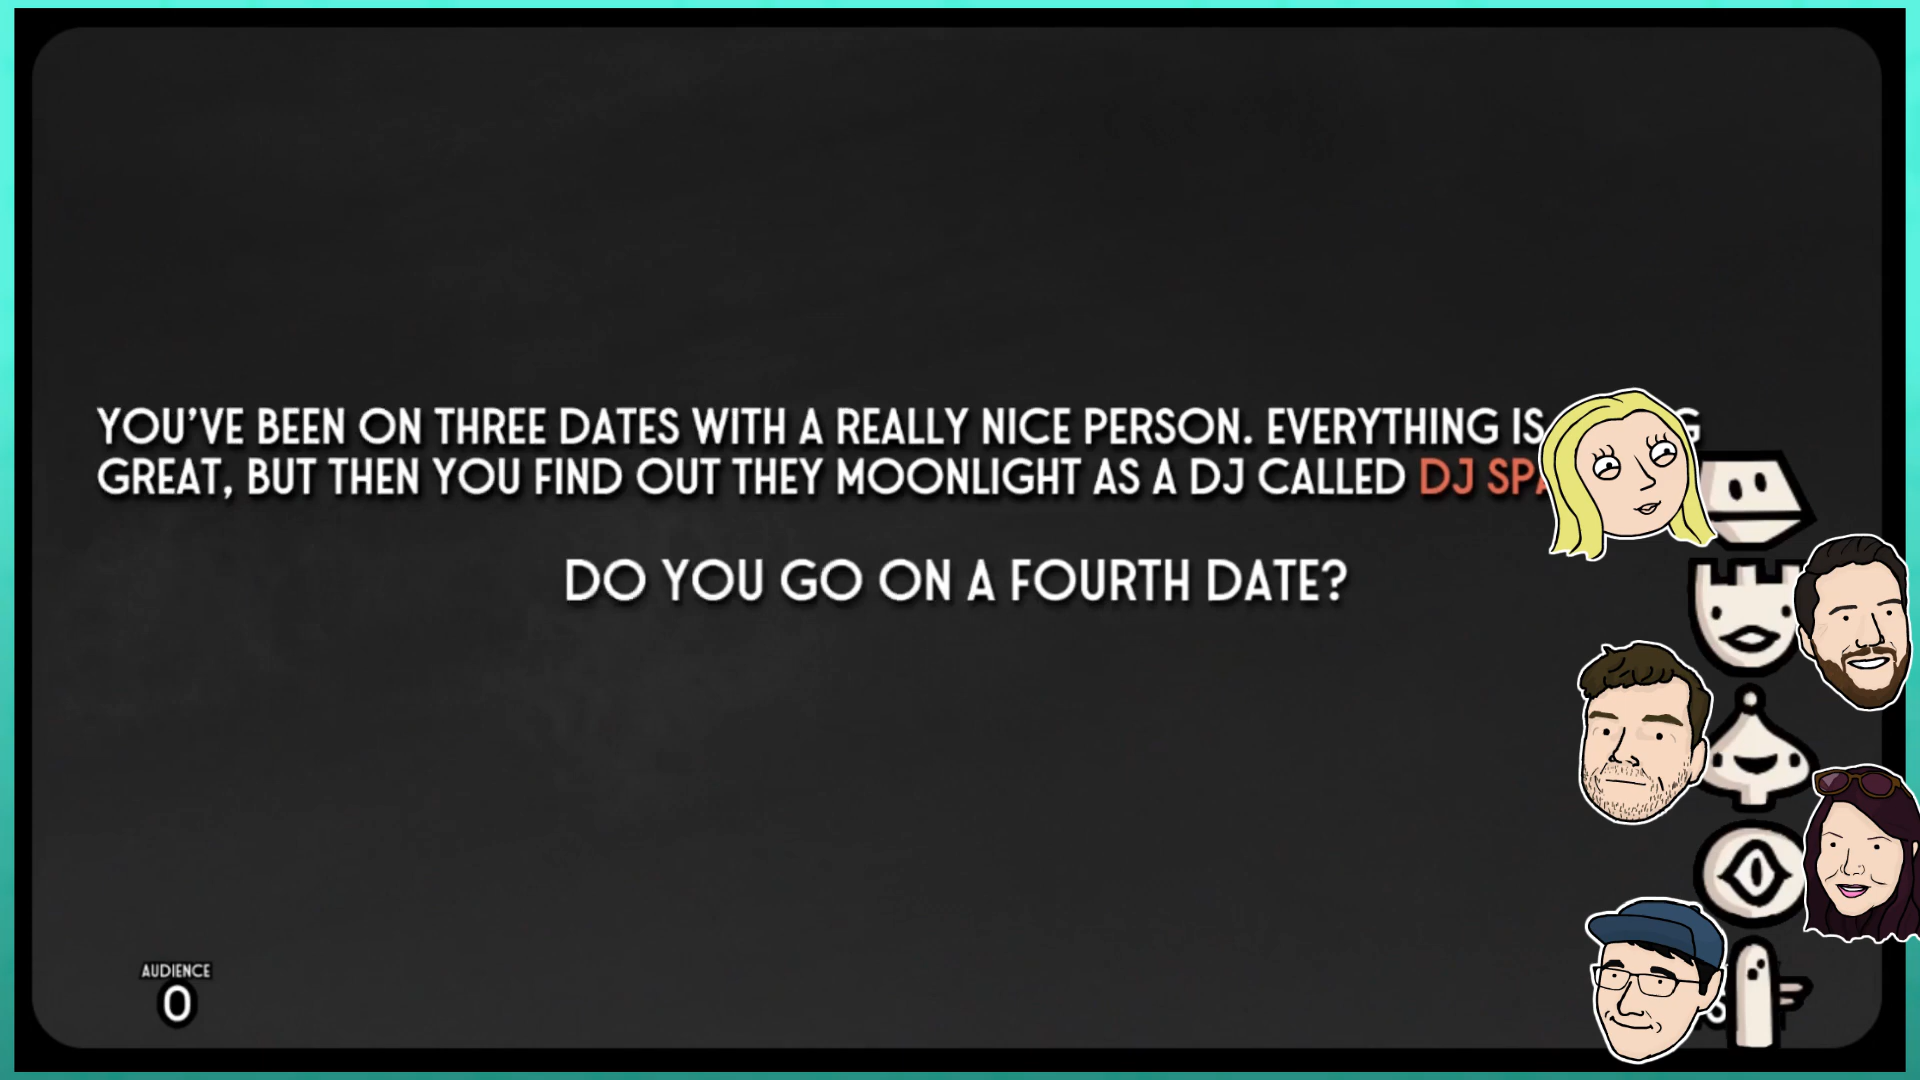 YOU'VE BEEN ON THREE DATES WITH A REALLY NICE PERSON. EVERYTHING IS
GREAT, BUT THEN YOU FIND OUT THEY MOONLIGHT AS A DJ CALLED DJ
DO YOU GO ON A FOURTH DATE?
AUDIENCE
0